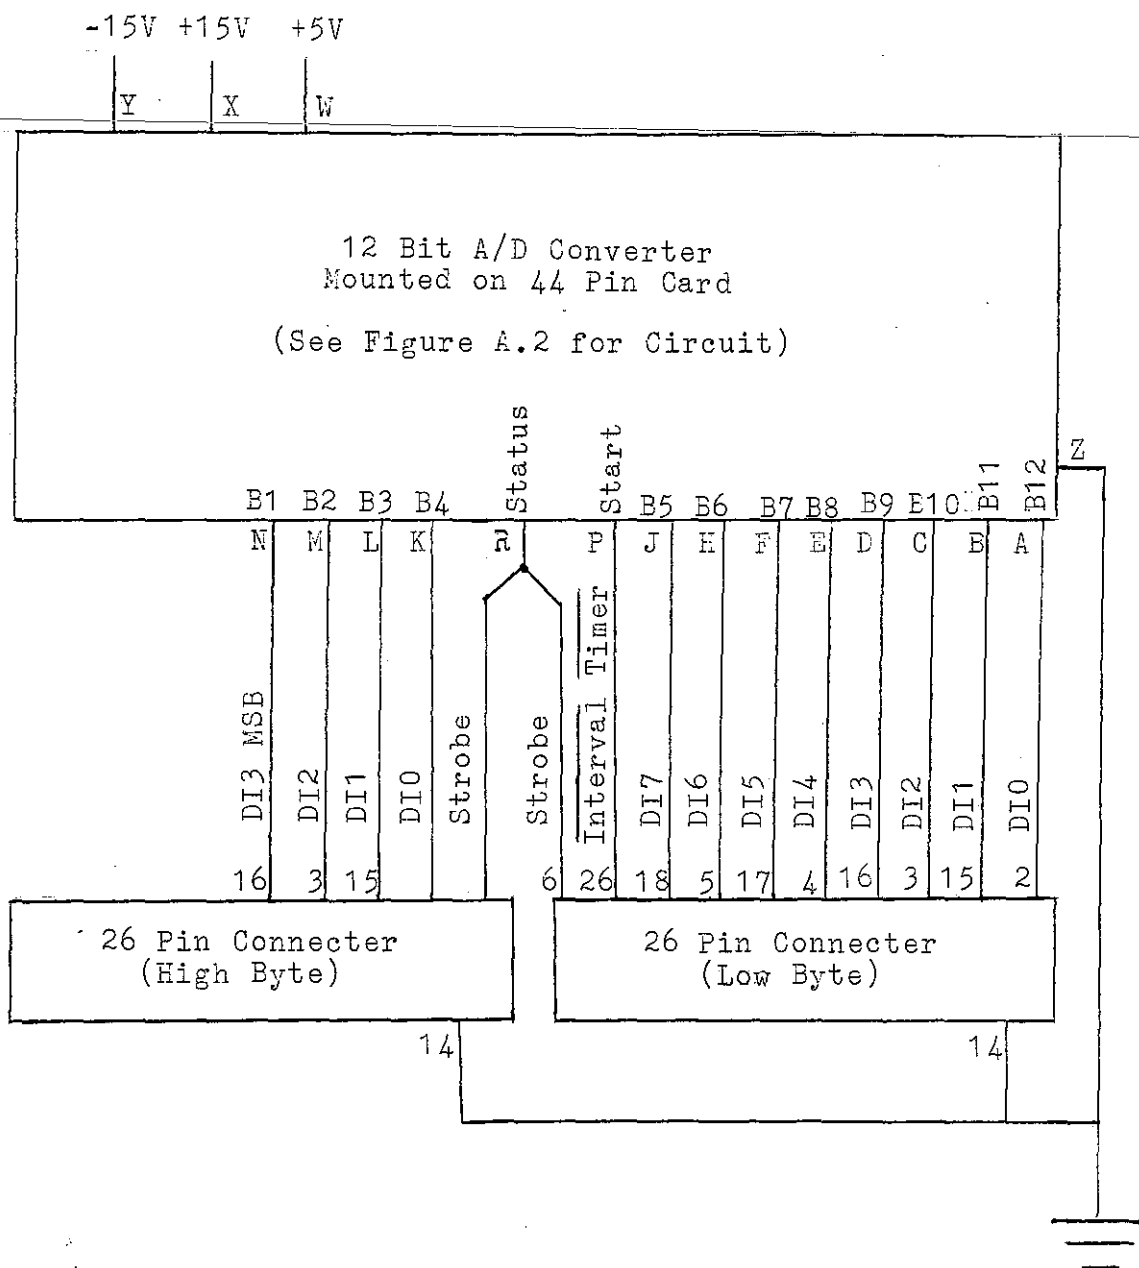 -15V +15V +5V
Y X W
12 Bit A/D Converter
Mounted on 44 Pin Card
(See Figure A.2 for Circuit)
Z
B1 B2 B3 B4 Status Start B5 B6 B7 B8 B9 B10 B11 B12
N M L K R P J H F E D C B A
DI3 MSB DI2 DI1 DI0 Strobe Strobe Interval Timer DI7 DI6 DI5 DI4 DI3 DI2 DI1 DI0
16 3 15 6 26 18 5 17 4 16 3 15 2
26 Pin Connecter
(High Byte)
26 Pin Connecter
(Low Byte)
14 14